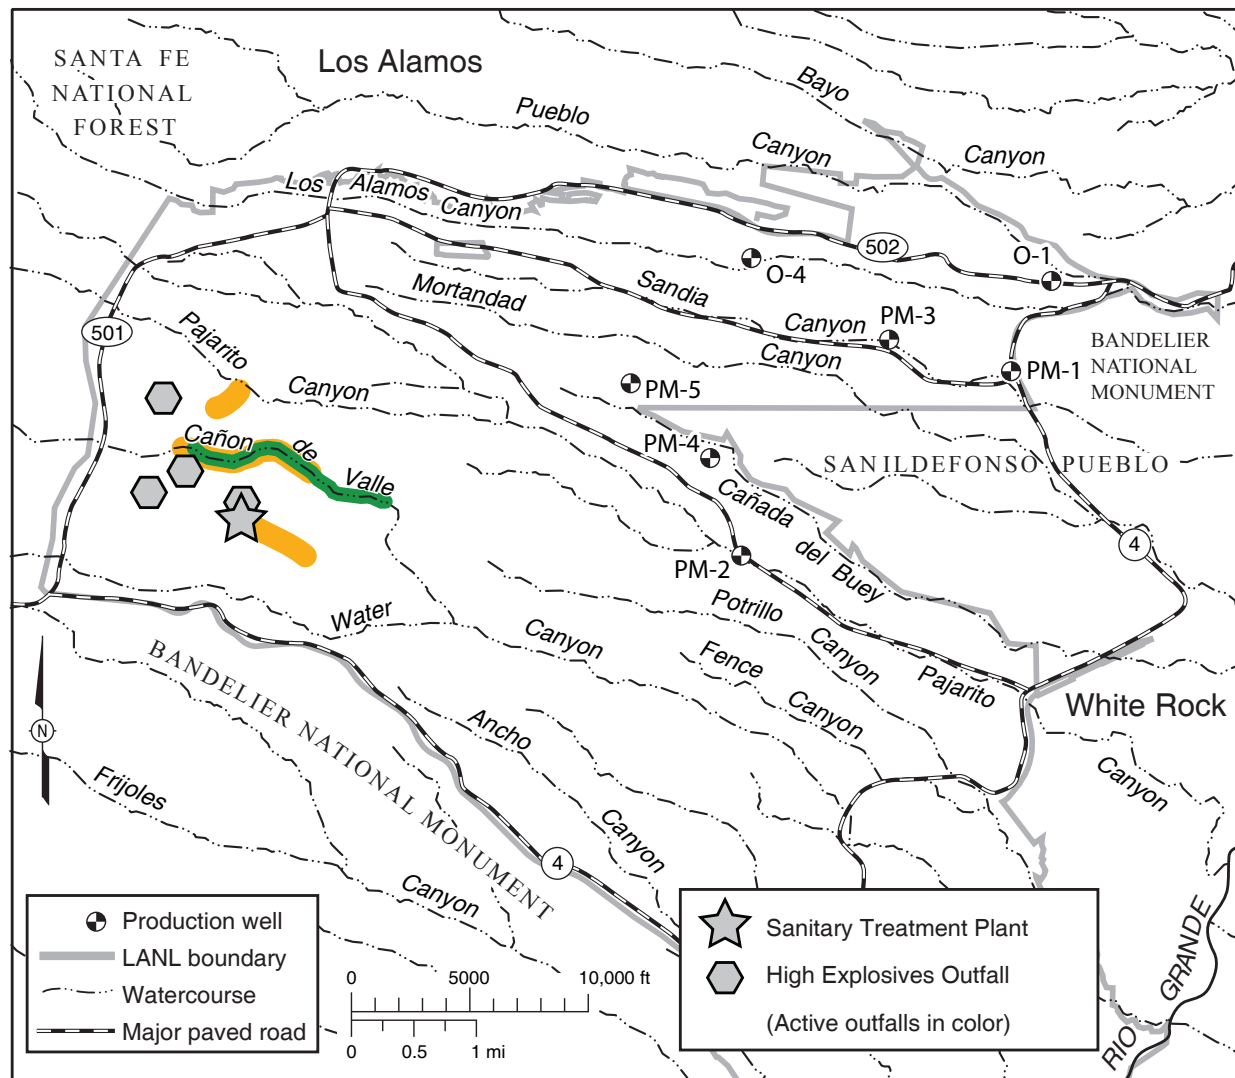 SANTA FE
NATIONAL
FOREST
Los Alamos
Bayo
Canyon
Pueblo
Canyon
Los Alamos Canyon
502
O-1
O-4
Sandia
Canyon
PM-3
Mortandad
Canyon
501
Pajarito
Canyon
BANDELIER
NATIONAL
MONUMENT
PM-1
PM-5
PM-4
SANILDEFONSO PUEBLO
Cañon de Valle
Cañada
del Buey
4
PM-2
Water
Canyon
Potrillo
Canyon
Fence
Canyon
Pajarito
White Rock
Canyon
BANDELIER NATIONAL MONUMENT
Ancho
Canyon
N
Frijoles
Canyon
4
RIO GRANDE
Production well
LANL boundary
Watercourse
Major paved road
0 5000 10,000 ft
0 0.5 1 mi
Sanitary Treatment Plant
High Explosives Outfall
(Active outfalls in color)